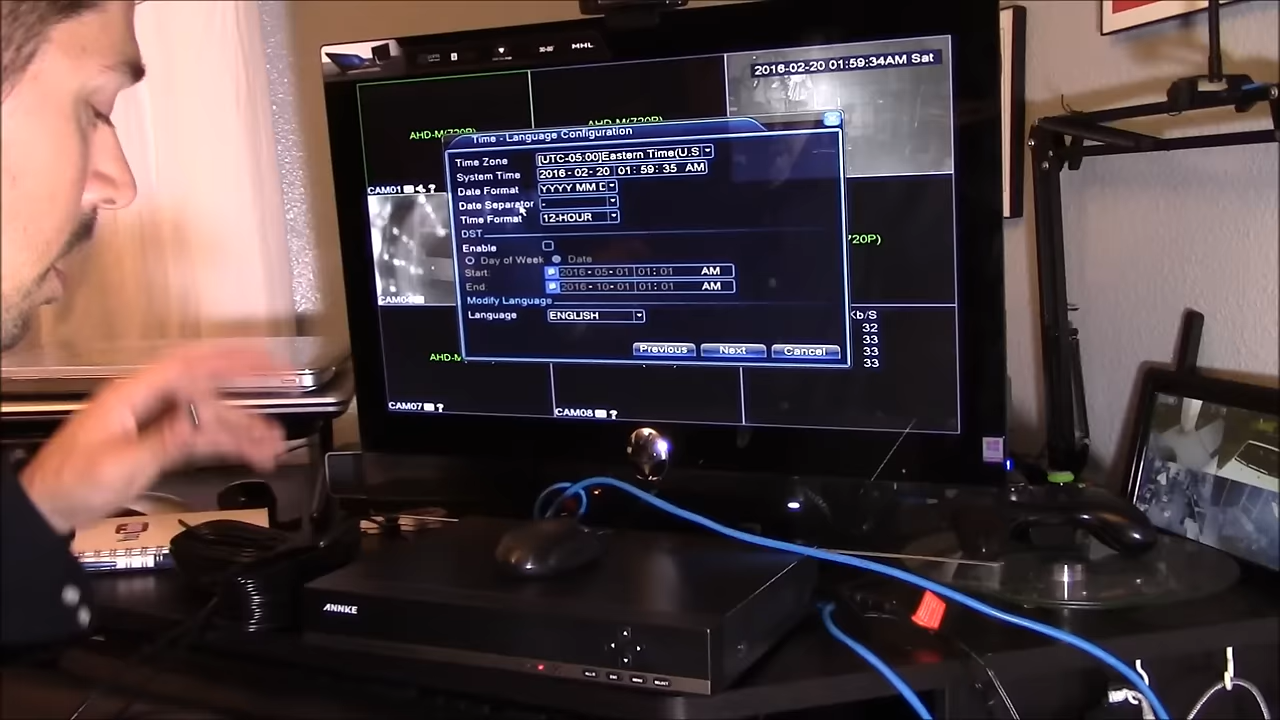 MHL
2016-02-20 01:59:34AM Sat
AHD-M(720P)
AHD-M(720P)
Time - Language Configuration
Time Zone [UTC-05:00]Eastern Time(U.S
System Time 2016-02-20 01:59:35 AM
Date Format YYYY MM D
Date Separator -
Time Format 12-HOUR
DST
Enable
Day of Week Date
Start: 2016-05-01 01:01 AM
End: 2016-10-01 01:01 AM
Modify Language
Language ENGLISH
Previous Next Cancel
CAM01
720P)
CAM04
Kb/S
32
33
33
33
AHD-M
CAM07
CAM08
ANNKE